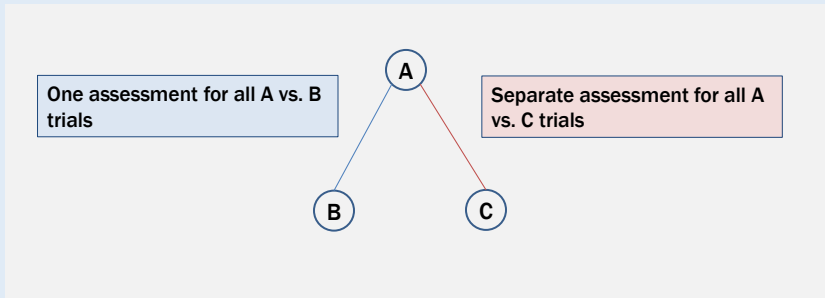 A
One assessment for all A vs. B
trials
Separate assessment for all A
vs. C trials
B
C